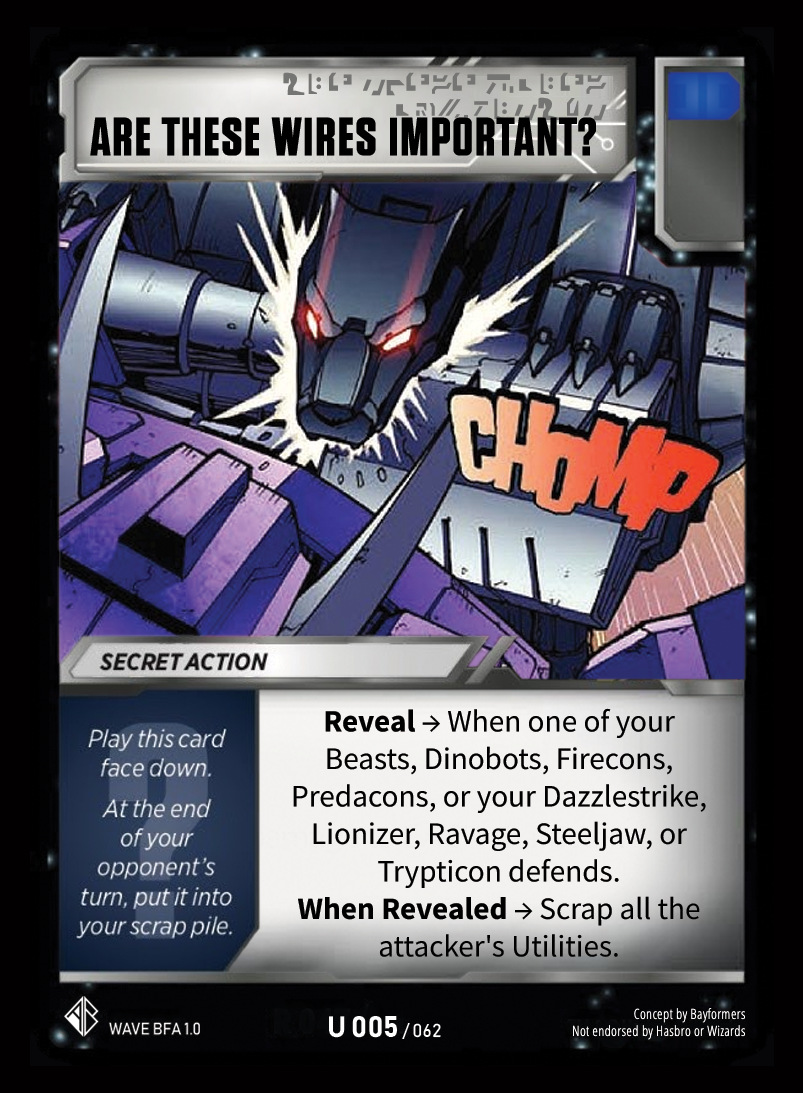 ARE THESE WIRES IMPORTANT?
CHOMP
SECRET ACTION
Play this card
face down.
At the end
of your
opponent's
turn, put it into
your scrap pile.
Reveal → When one of your
Beasts, Dinobots, Firecons,
Predacons, or your Dazzlestrike,
Lionizer, Ravage, Steeljaw, or
Trypticon defends.
When Revealed → Scrap all the
attacker's Utilities.
WAVE BFA 1.0
U 005 / 062
Concept by Bayformers
Not endorsed by Hasbro or Wizards